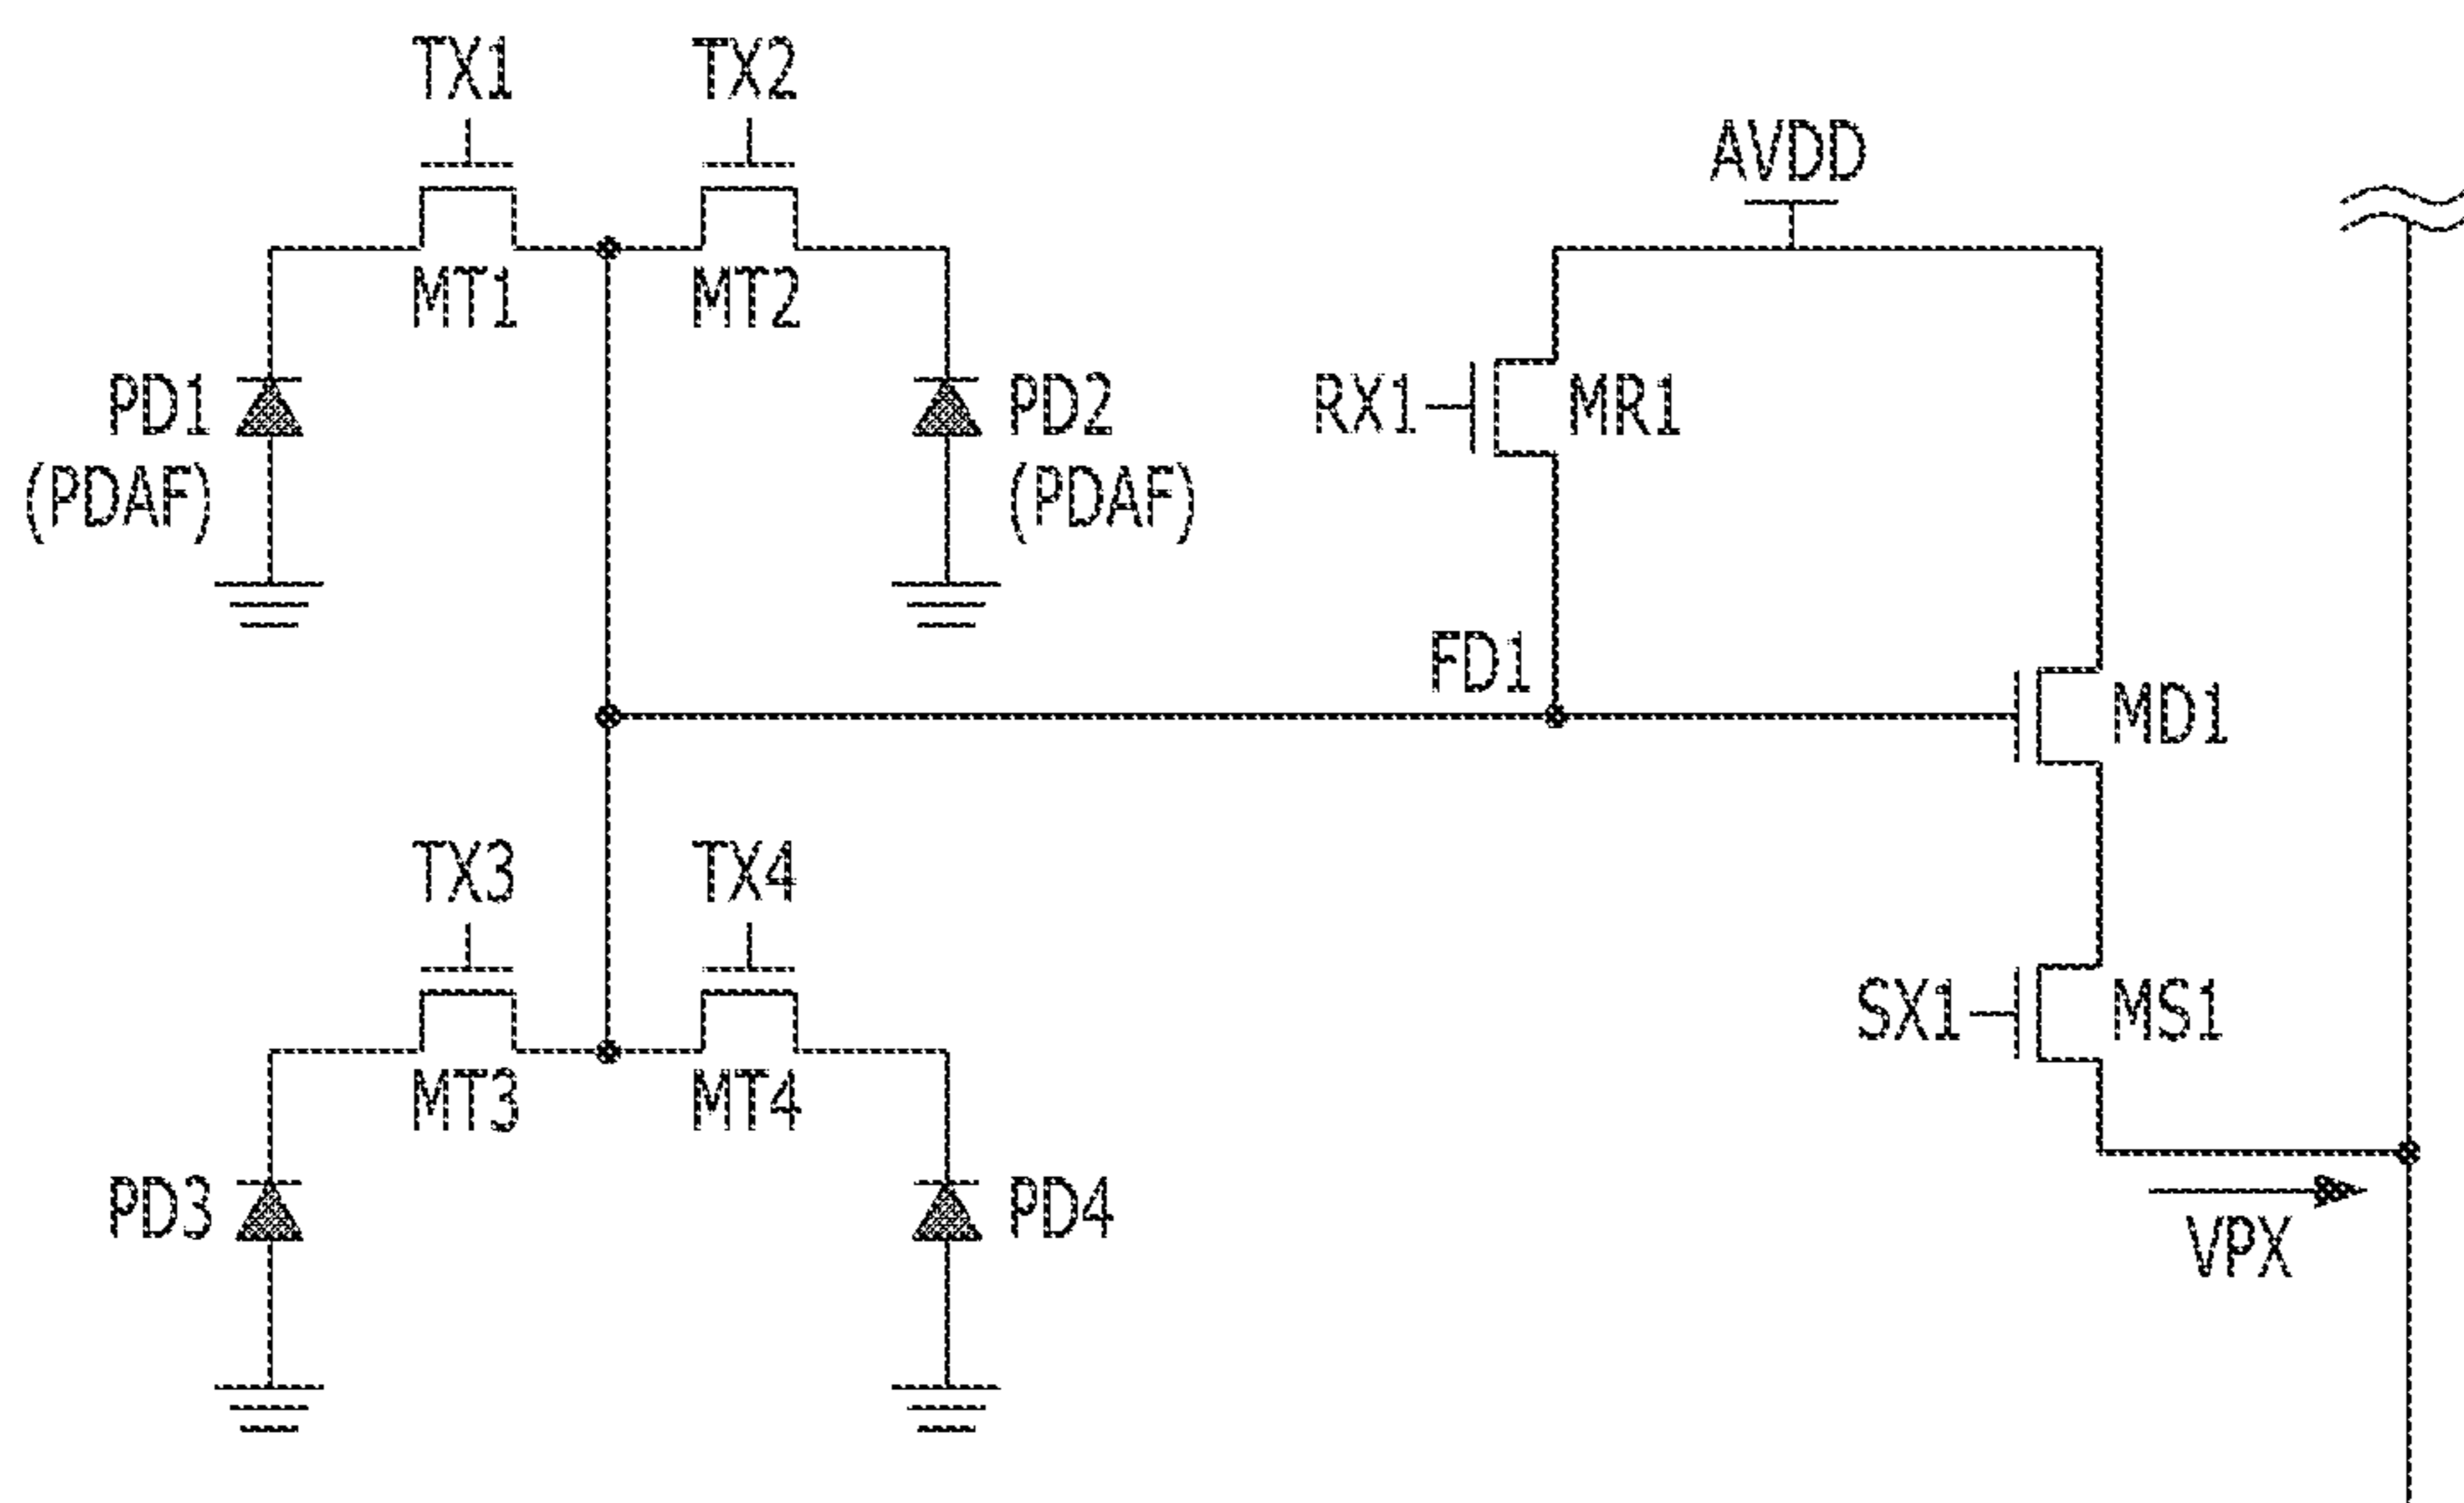 TX1
TX2
AVDD
MT1
MT2
PD1
(PDAF)
PD2
(PDAF)
RX1
MR1
FD1
MD1
TX3
TX4
SX1
MS1
MT3
MT4
PD3
PD4
VPX